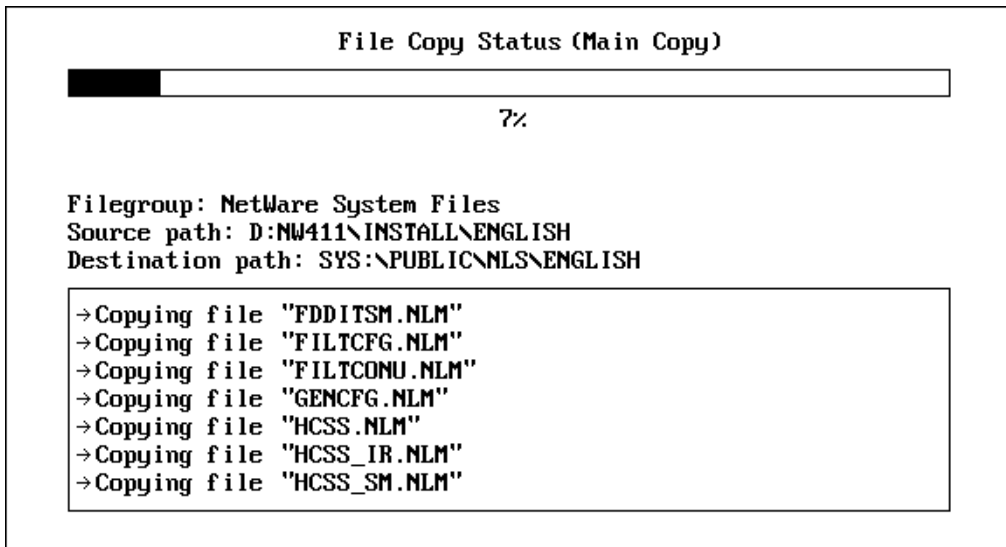 File Copy Status (Main Copy)
7%
Filegroup: NetWare System Files
Source path: D:NW411\INSTALL\ENGLISH
Destination path: SYS:\PUBLIC\NLS\ENGLISH
→Copying file "FDDITSM.NLM"
→Copying file "FILTCFG.NLM"
→Copying file "FILTCONV.NLM"
→Copying file "GENCFG.NLM"
→Copying file "HCSS.NLM"
→Copying file "HCSS_IR.NLM"
→Copying file "HCSS_SM.NLM"